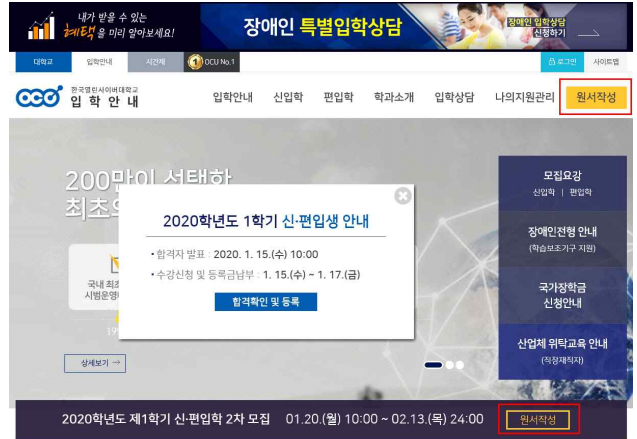 내가 받을 수 있는
혜택을 미리 알아보세요!
장애인 특별입학상담
장애인 입학상담
신청하기
대학교
입학안내
시간제
1 OCU No.1
로그인
사이트맵
OCU
한국열린사이버대학교
입학안내
입학안내
신입학
편입학
학과소개
입학상담
나의지원관리
원서작성
200만이 선택한
최초
2020학년도 1학기 신·편입생 안내
• 합격자 발표 : 2020. 1. 15.(수) 10:00
• 수강신청 및 등록금납부 : 1. 15.(수) ~ 1. 17.(금)
합격확인 및 등록
국내 최
시범운영
19
상세보기 →
모집요강
신입학 | 편입학
장애인전형 안내
(학습보조기구 지원)
국가장학금
신청안내
산업체 위탁교육 안내
(직장재직자)
2020학년도 제1학기 신·편입학 2차 모집 01.20.(월) 10:00 ~ 02.13.(목) 24:00
원서작성